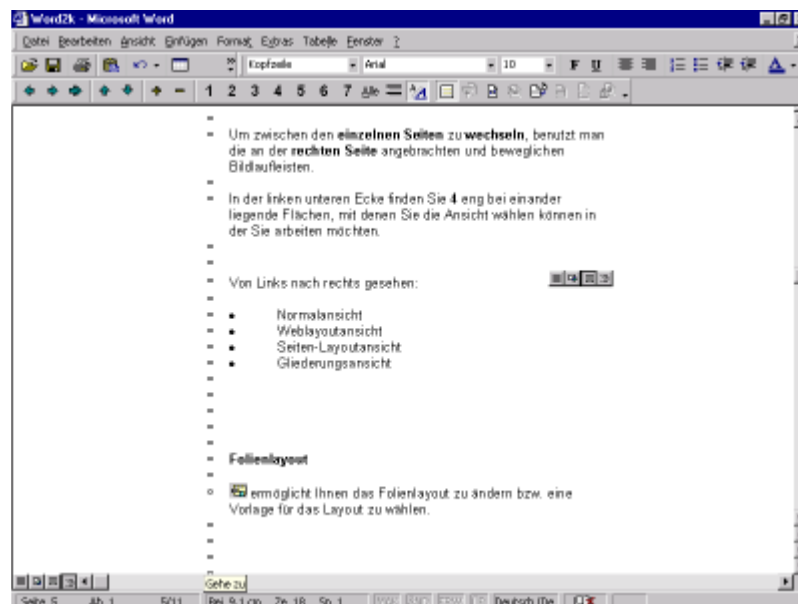 Word2k - Microsoft Word
Datei Bearbeiten Ansicht Einfügen Format Extras Tabelle Fenster ?
Kopfzeile Arial 10 F U
1 2 3 4 5 6 7 Alle
Um zwischen den einzelnen Seiten zu wechseln, benutzt man
die an der rechten Seite angebrachten und beweglichen
Bildlaufleisten.
In der linken unteren Ecke finden Sie 4 eng bei einander
liegende Flächen, mit denen Sie die Ansicht wählen können in
der Sie arbeiten möchten.
Von Links nach rechts gesehen:
• Normalansicht
• Weblayoutansicht
• Seiten-Layoutansicht
• Gliederungsansicht
Folienlayout
ermöglicht Ihnen das Folienlayout zu ändern bzw. eine
Vorlage für das Layout zu wählen.
Gehe zu
Seite 5 Ab 1 5/11 Bei 9,1 cm Ze 18 Sp 1 MAK ÄND ERW ÜB Deutsch (De